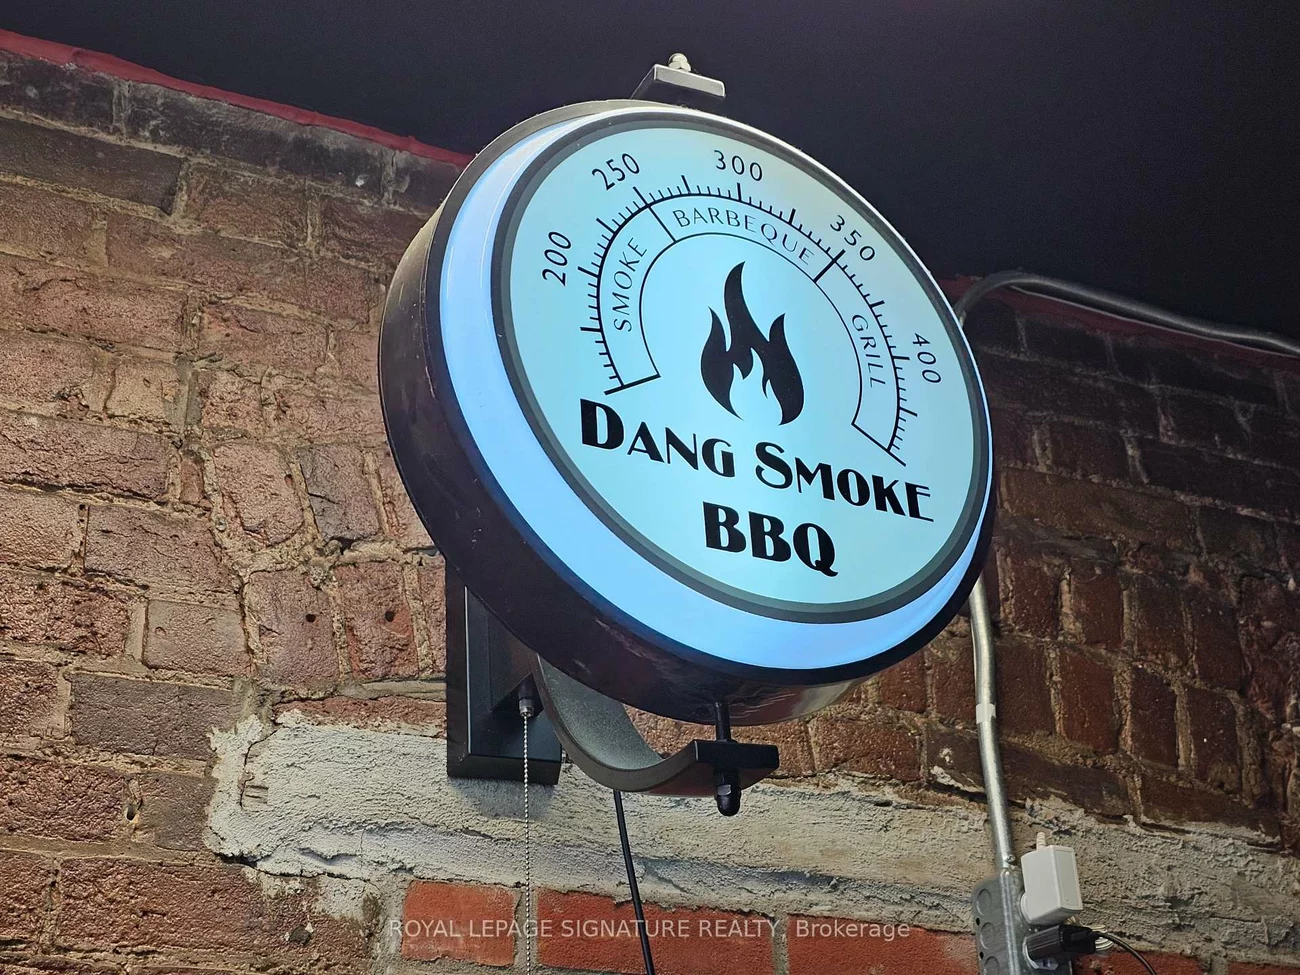 200 250 300 350 400
SMOKE BARBEQUE GRILL
DANG SMOKE
BBQ
ROYAL LEPAGE SIGNATURE REALTY, Brokerage